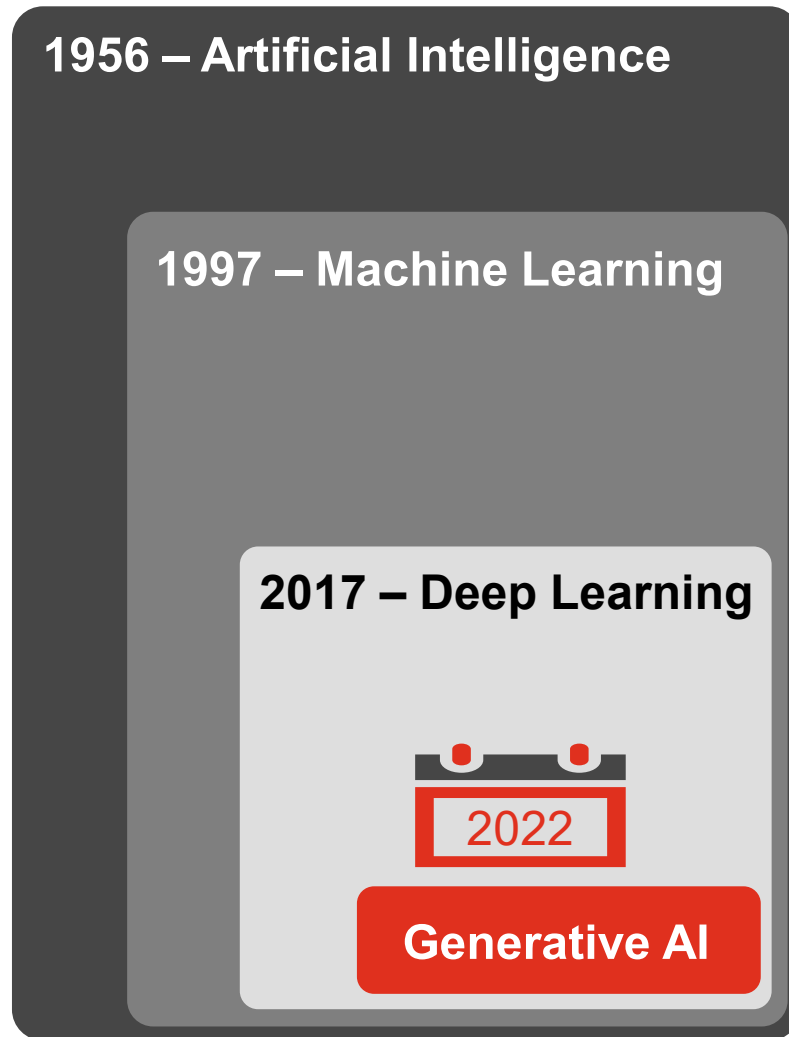 1956 – Artificial Intelligence
1997 – Machine Learning
2017 – Deep Learning
2022
Generative AI